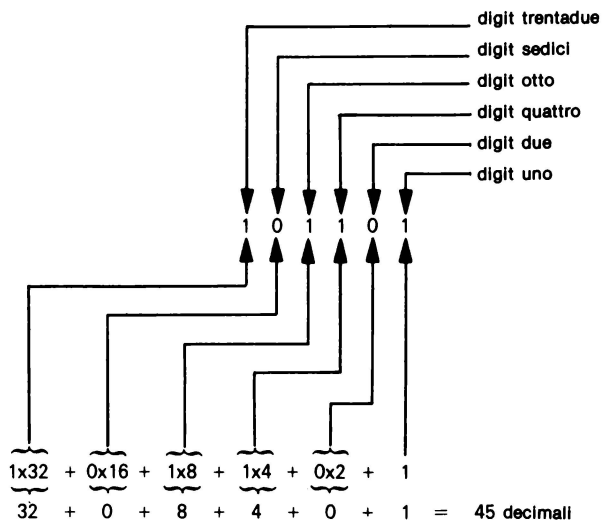 digit trentadue
digit sedici
digit otto
digit quattro
digit due
digit uno
1 0 1 1 0 1
1x32 + 0x16 + 1x8 + 1x4 + 0x2 + 1
32 + 0 + 8 + 4 + 0 + 1 = 45 decimali